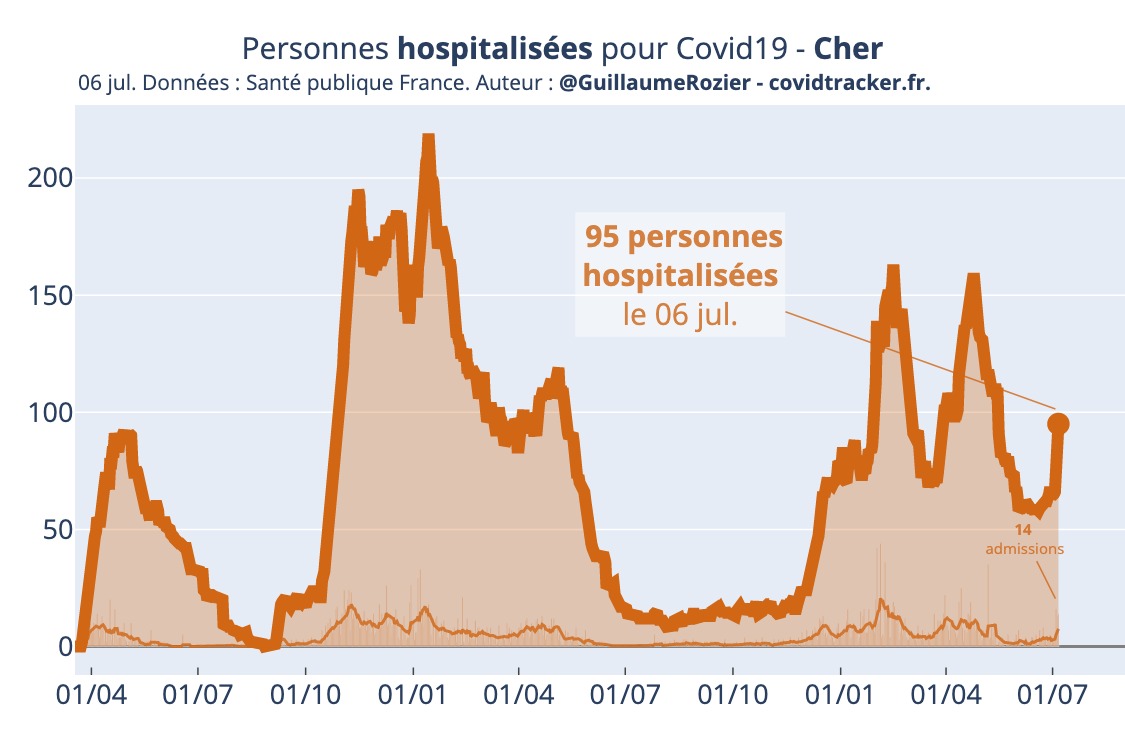 Personnes hospitalisées pour Covid19 - Cher
06 jul. Données : Santé publique France. Auteur : @GuillaumeRozier - covidtracker.fr.
200
150
100
50
0
95 personnes
hospitalisées
le 06 jul.
14
admissions
01/04 01/07 01/10 01/01 01/04 01/07 01/10 01/01 01/04 01/07